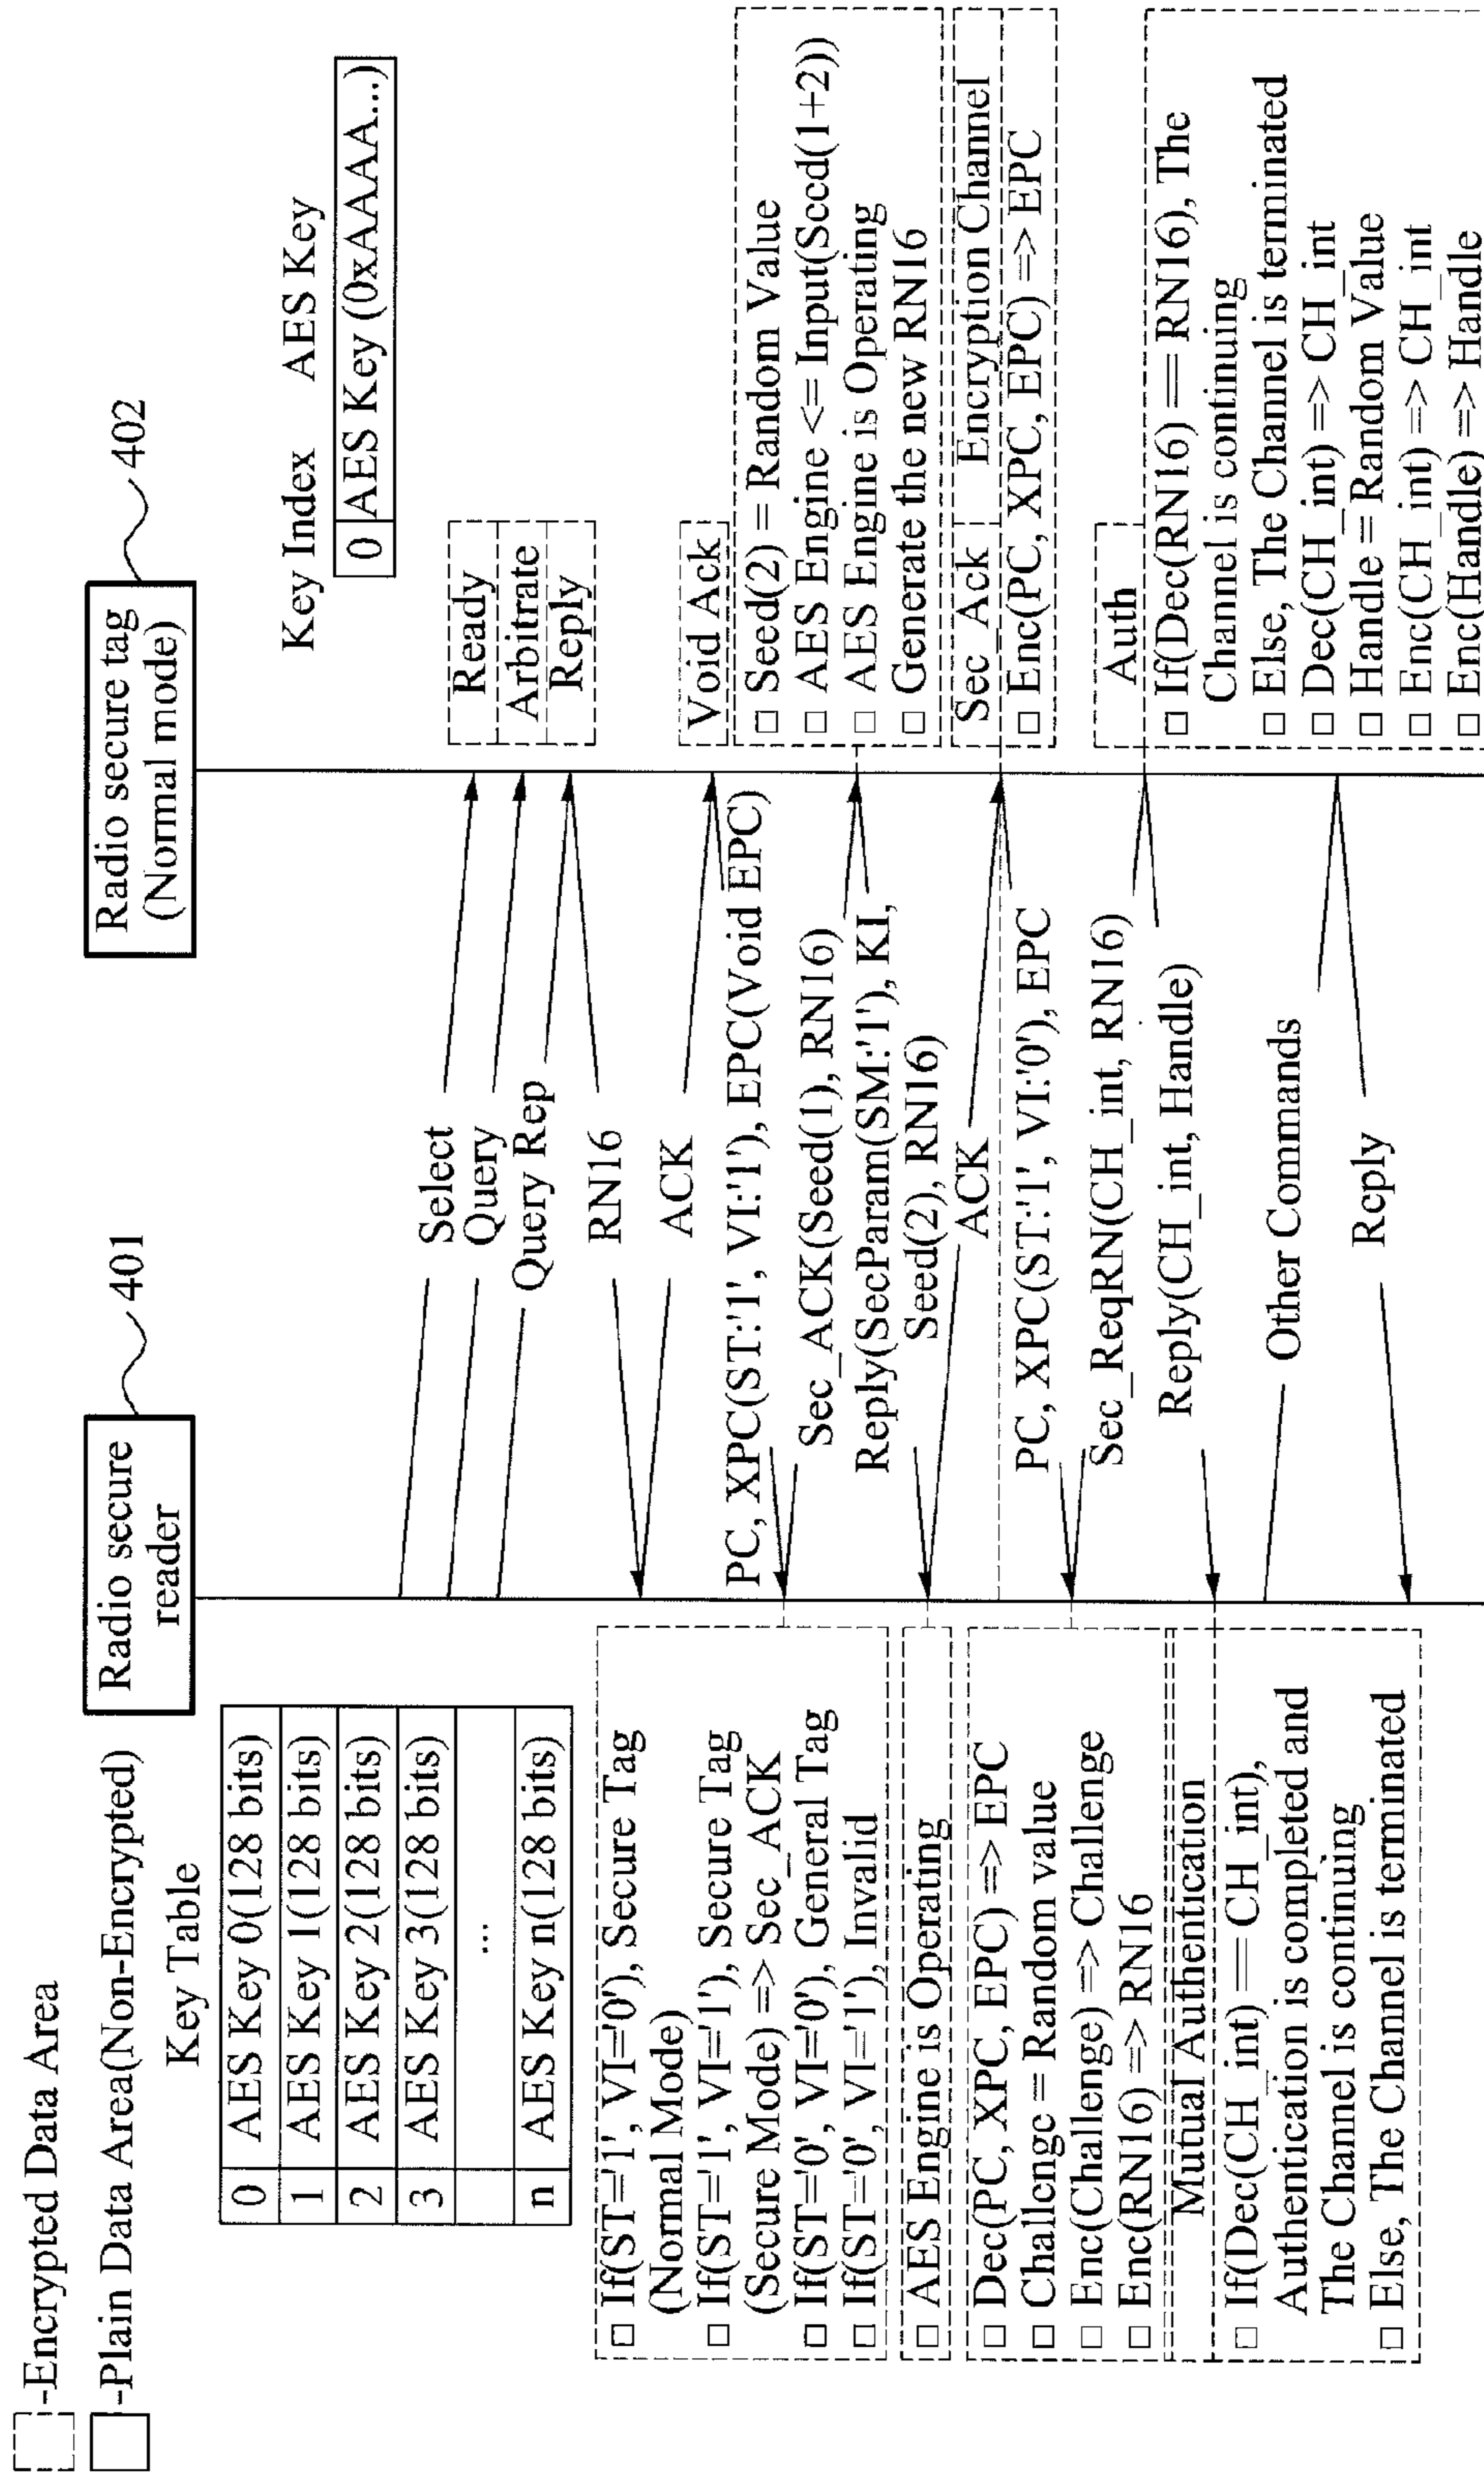 -Encrypted Data Area
-Plain Data Area(Non-Encrypted)
Radio secure
reader
401
Radio secure tag
(Normal mode)
402
Key Table
0 AES Key 0(128 bits)
1 AES Key 1(128 bits)
2 AES Key 2(128 bits)
3 AES Key 3(128 bits)
...
n AES Key n(128 bits)
Key Index AES Key
0 AES Key (0xAAAA...)
Select
Query
Query Rep
RN16
ACK
PC, XPC(ST:'1', VI:'1'), EPC(Void EPC)
Sec_ACK(Seed(1), RN16)
Reply(SecParam(SM:'1'), KI,
Seed(2), RN16)
ACK
PC, XPC(ST:'1', VI:'0'), EPC
Sec_ReqRN(CH_int, RN16)
Reply(CH_int, Handle)
Other Commands
Reply
□ If(ST='1', VI='0'), Secure Tag
(Normal Mode)
□ If(ST='1', VI='1'), Secure Tag
(Secure Mode) => Sec_ACK
□ If(ST='0', VI='0'), General Tag
□ If(ST='0', VI='1'), Invalid
□ AES Engine is Operating
□ Dec(PC, XPC, EPC) => EPC
□ Challenge = Random value
□ Enc(Challenge) => Challenge
□ Enc(RN16) => RN16
Mutual Authentication
□ If(Dec(CH_int) == CH_int),
Authentication is completed and
The Channel is continuing
□ Else, The Channel is terminated
Ready
Arbitrate
Reply
Void Ack
□ Seed(2) = Random Value
□ AES Engine <= Input(Seed(1+2))
□ AES Engine is Operating
□ Generate the new RN16
Sec_Ack Encryption Channel
□ Enc(PC, XPC, EPC) => EPC
Auth
□ If(Dec(RN16) == RN16), The
Channel is continuing
□ Else, The Channel is terminated
□ Dec(CH_int) => CH_int
□ Handle = Random Value
□ Enc(CH_int) => CH_int
□ Enc(Handle) => Handle